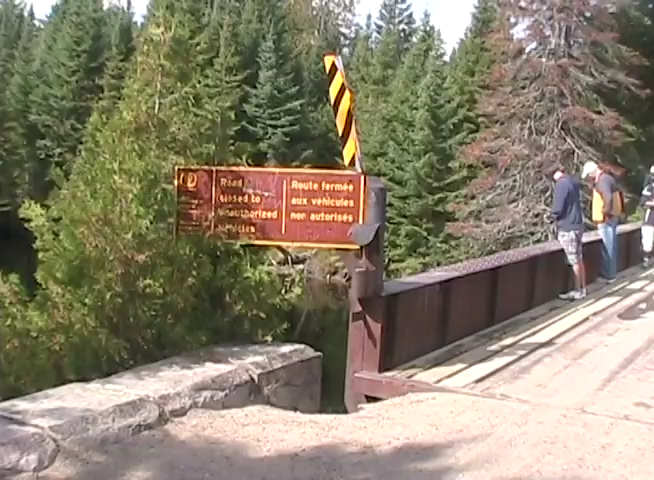 Road
closed to
unauthorized
vehicles
Route fermée
aux véhicules
non autorisés